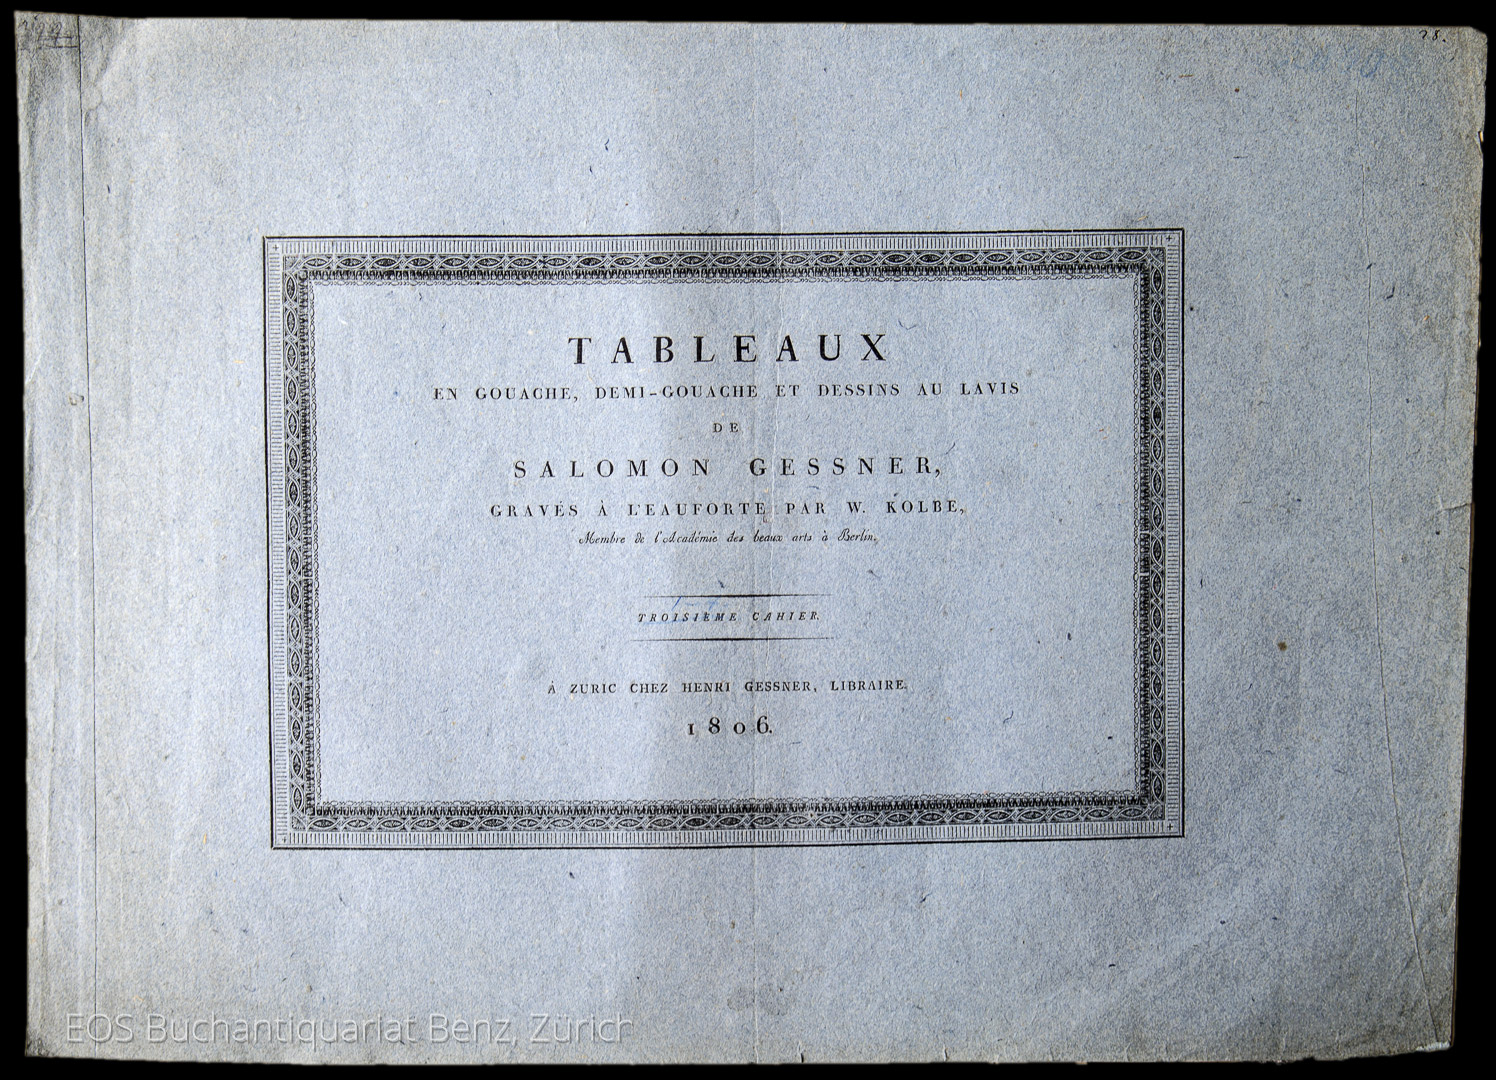 28.
TABLEAUX
EN GOUACHE, DEMI-GOUACHE ET DESSINS AU LAVIS
DE
SALOMON GESSNER,
GRAVÉS À L'EAUFORTE PAR W. KOLBE,
Membre de l'Académie des beaux arts à Berlin.
TROISIÈME CAHIER.
À ZURIC CHEZ HENRI GESSNER, LIBRAIRE.
1806.
EOS Buchantiquariat Benz, Zürich